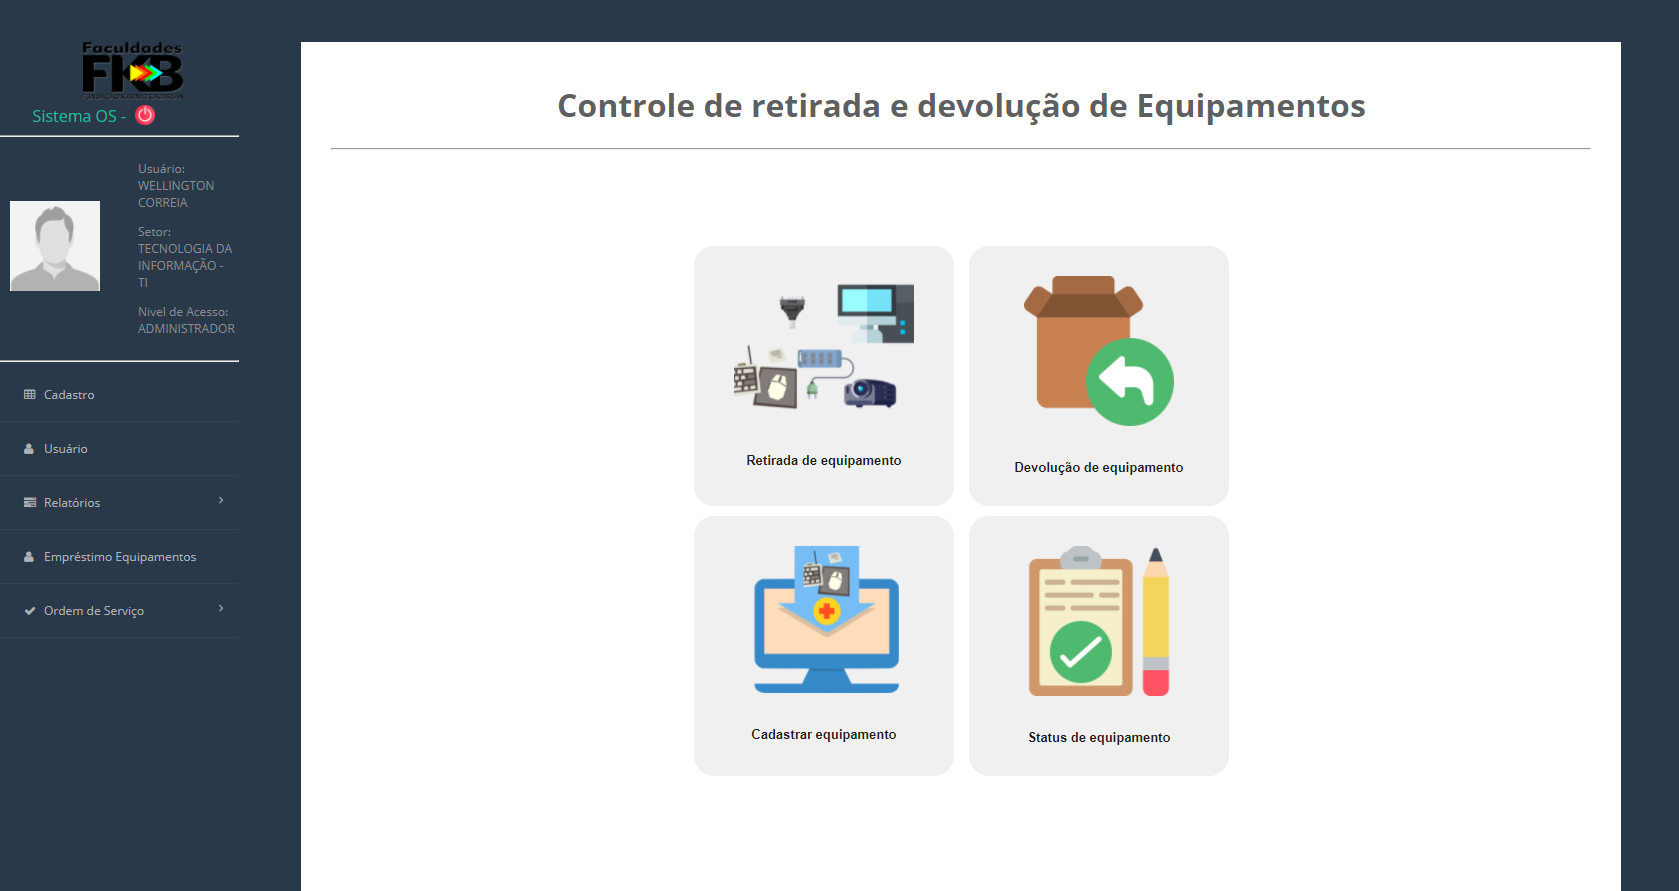 Faculdades
FKB
FUNDAÇÃO KARNIG BAZARIAN
Sistema OS -
Usuário:
WELLINGTON
CORREIA
Setor:
TECNOLOGIA DA
INFORMAÇÃO -
TI
Nivel de Acesso:
ADMINISTRADOR
Cadastro
Usuário
Relatórios
Empréstimo Equipamentos
Ordem de Serviço
Controle de retirada e devolução de Equipamentos
Retirada de equipamento
Devolução de equipamento
Cadastrar equipamento
Status de equipamento